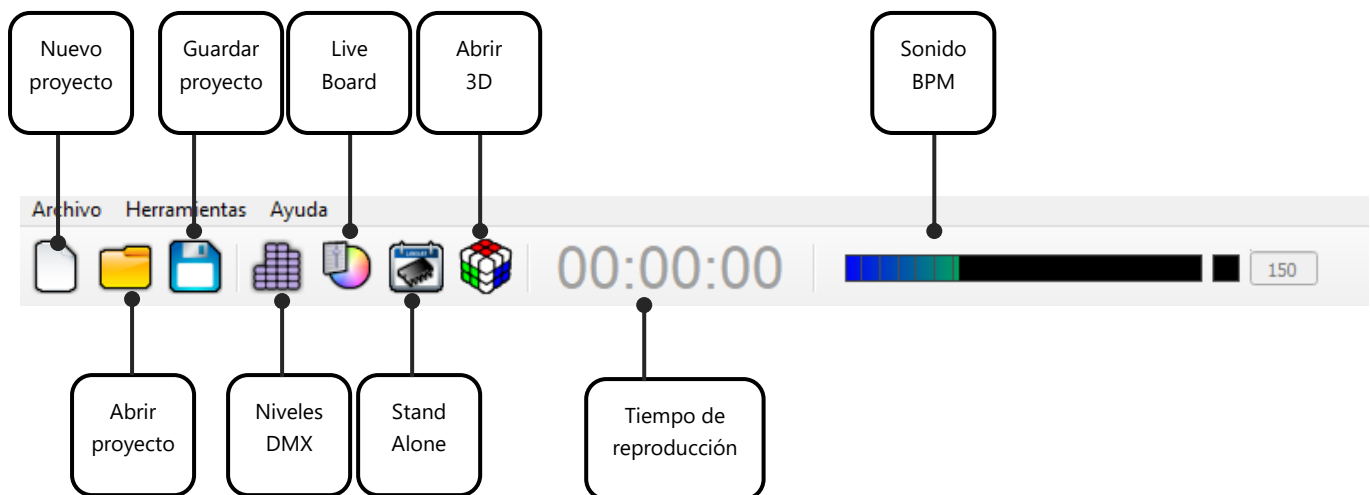 Nuevo
proyecto
Guardar
proyecto
Live
Board
Abrir
3D
Sonido
BPM
Archivo Herramientas Ayuda
00:00:00
150
Abrir
proyecto
Niveles
DMX
Stand
Alone
Tiempo de
reproducción